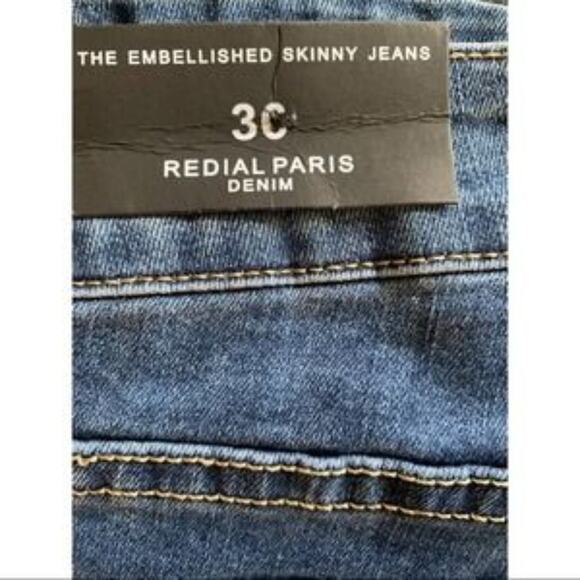 THE EMBELLISHED SKINNY JEANS
30
REDIAL PARIS
DENIM